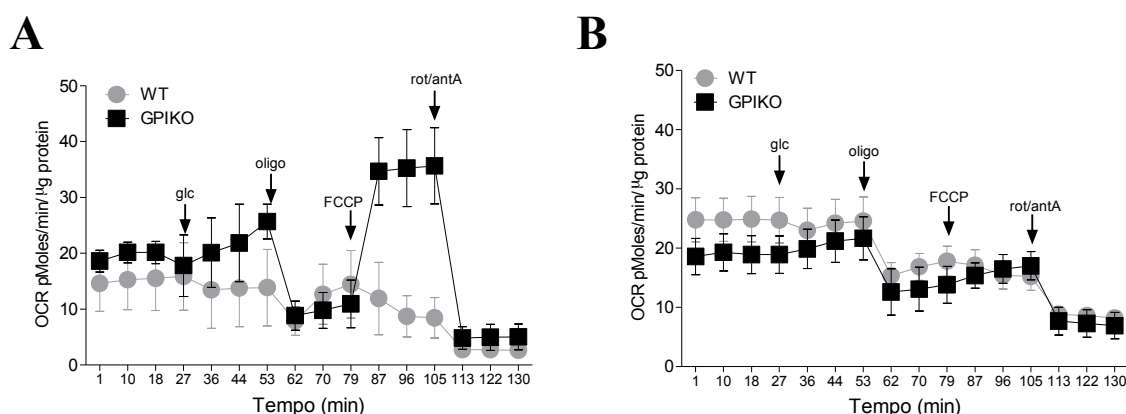 A
50
40
30
20
10
0
OCR pMoles/min/µg protein
WT
GPIKO
glc
oligo
FCCP
rot/antA
1 10 18 27 36 44 53 62 70 79 87 96 105 113 122 130
Tempo (min)
B
50
40
30
20
10
0
OCR pMoles/min/µg protein
WT
GPIKO
glc
oligo
FCCP
rot/antA
1 10 18 27 36 44 53 62 70 79 87 96 105 113 122 130
Tempo (min)